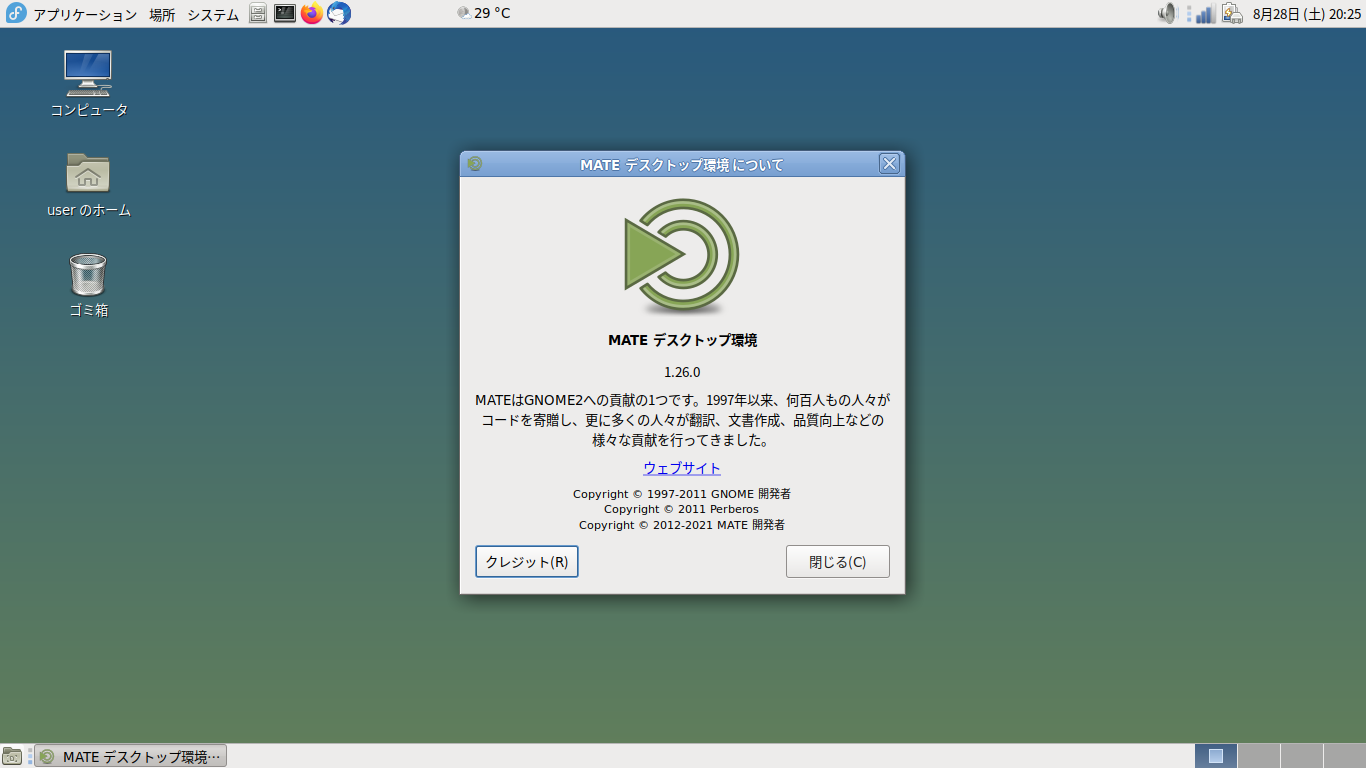 アプリケーション 場所 システム 29 °C 8月28日 (土) 20:25
コンピュータ
user のホーム
ゴミ箱
MATE デスクトップ環境 について
MATE デスクトップ環境
1.26.0
MATEはGNOME2への貢献の1つです。1997年以来、何百人もの人々が
コードを寄贈し、更に多くの人々が翻訳、文書作成、品質向上などの
様々な貢献を行ってきました。
ウェブサイト
Copyright © 1997-2011 GNOME 開発者
Copyright © 2011 Perberos
Copyright © 2012-2021 MATE 開発者
クレジット(R) 閉じる(C)
MATE デスクトップ環境…